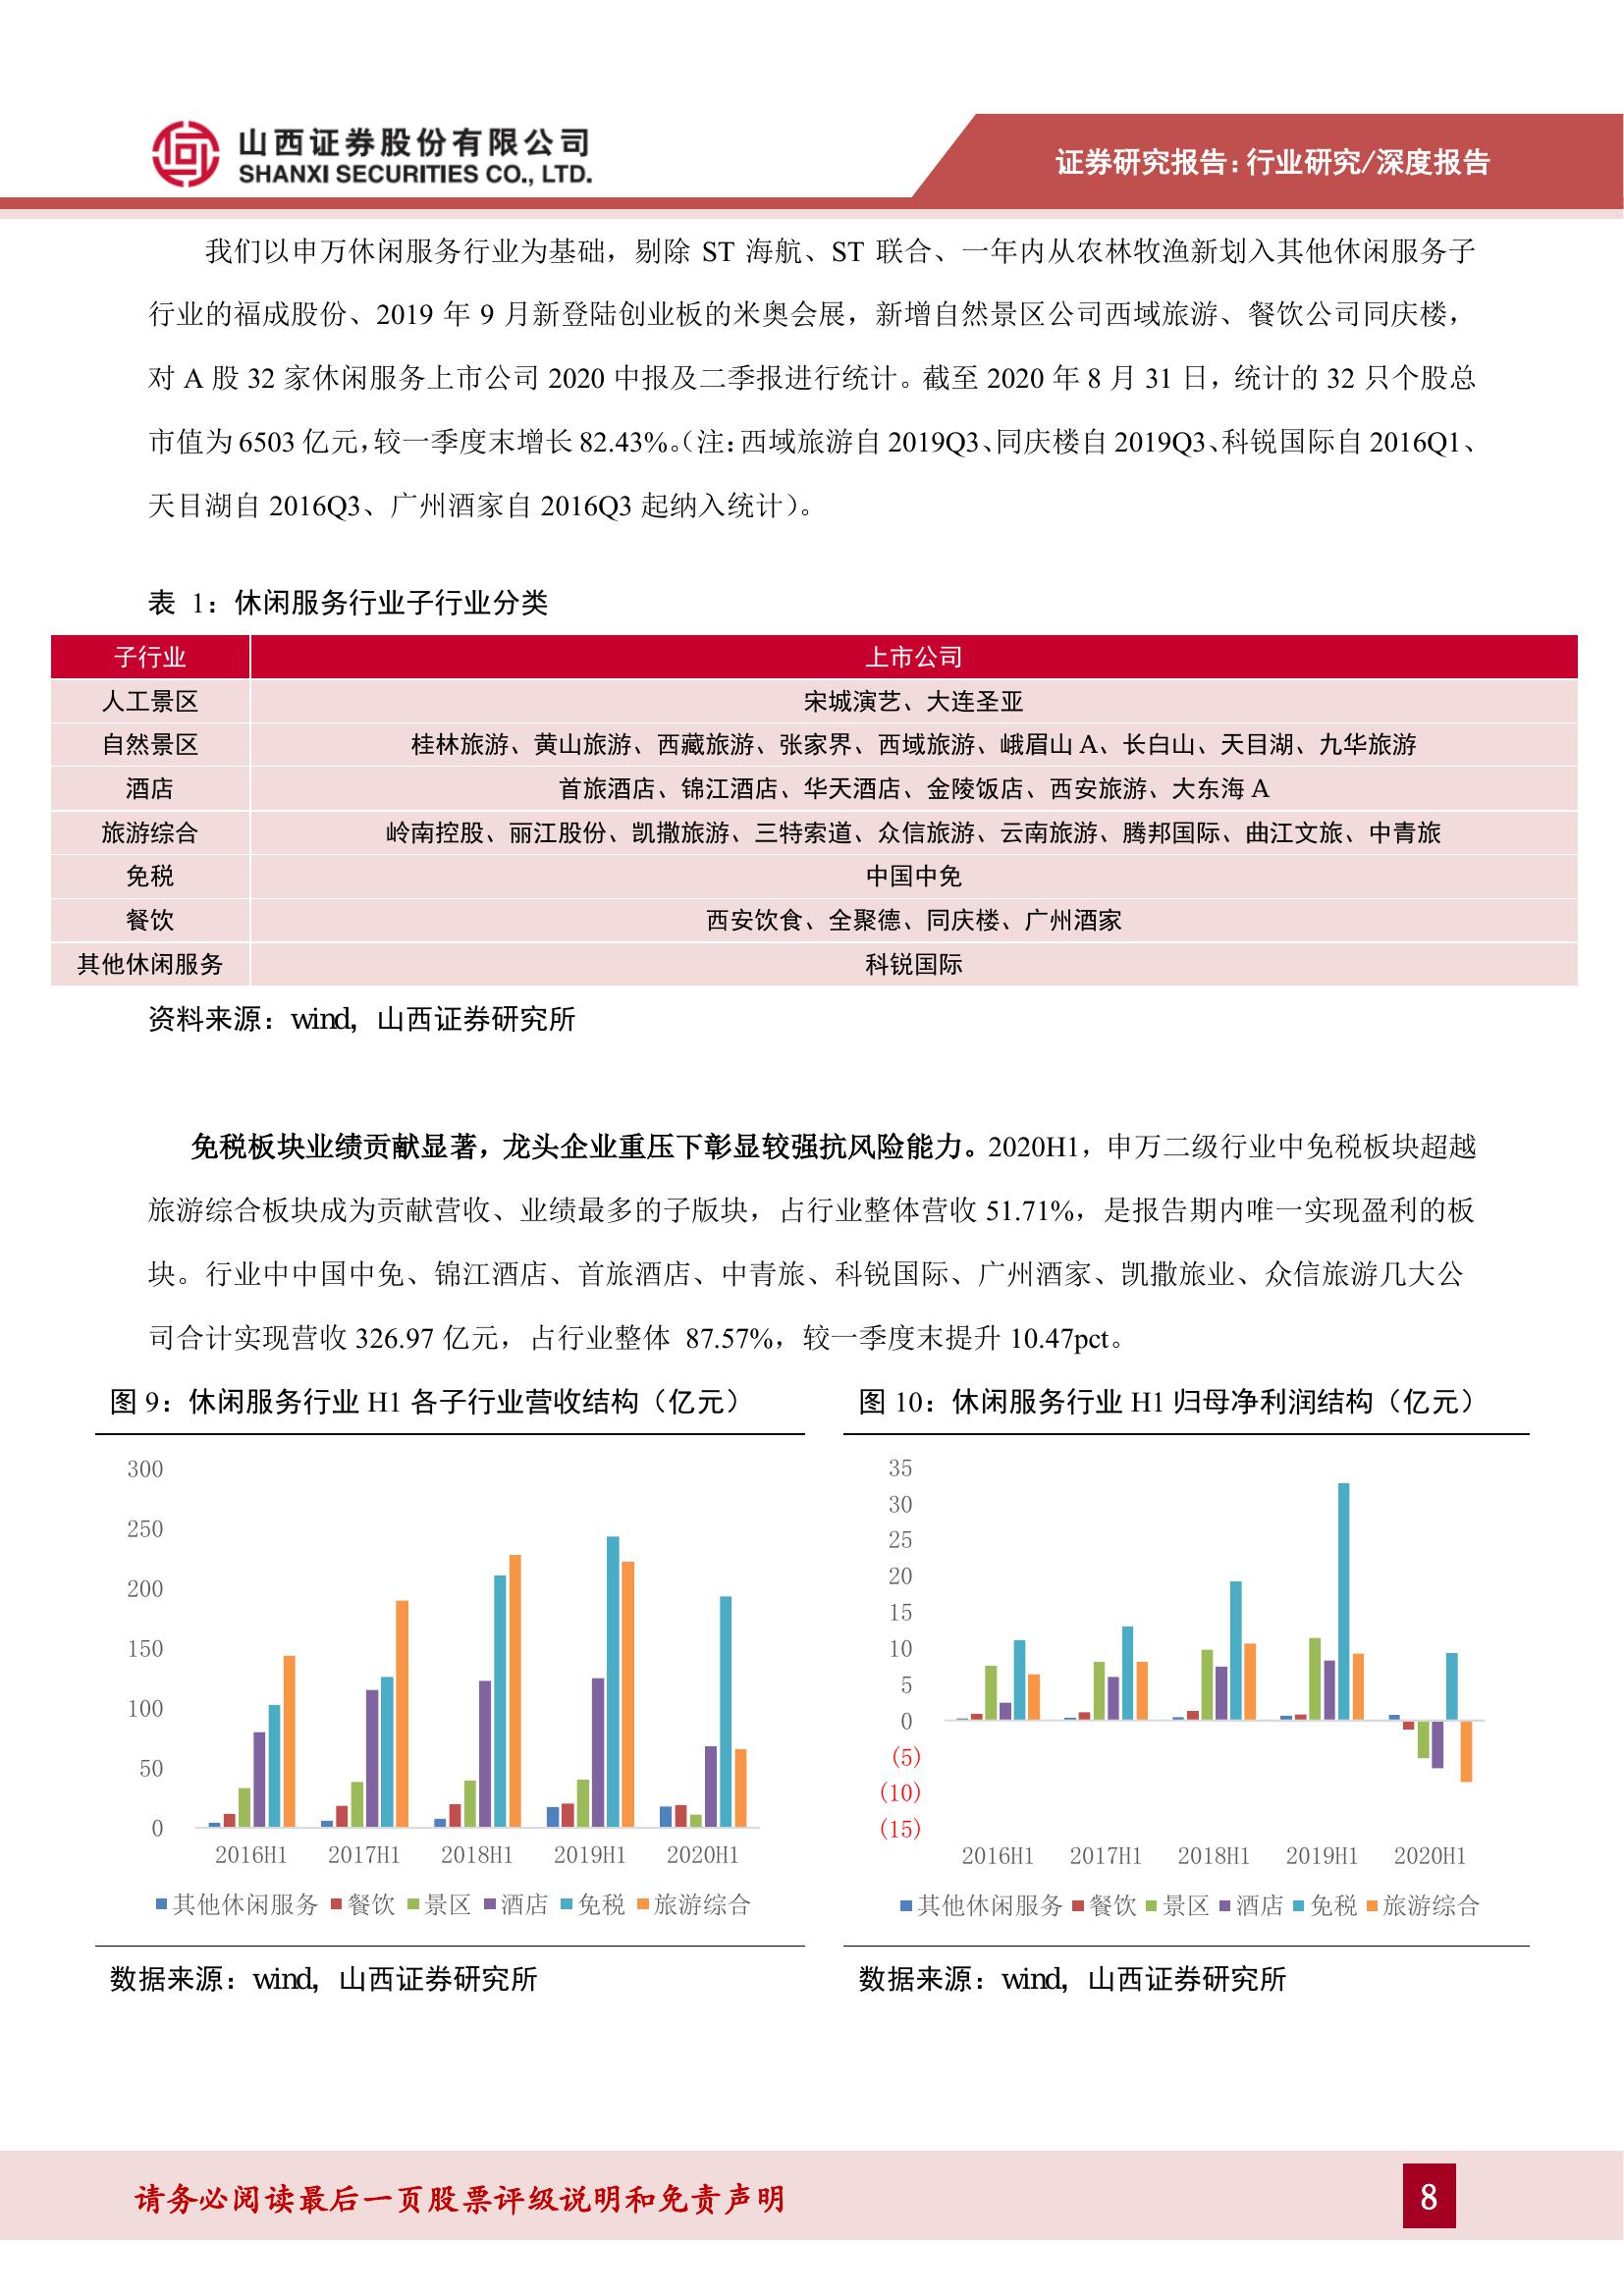 山西证券股份有限公司
SHANXI SECURITIES CO., LTD.
证券研究报告：行业研究/深度报告
我们以申万休闲服务行业为基础，剔除 ST 海航、ST 联合、一年内从农林牧渔新划入其他休闲服务子
行业的福成股份、2019 年 9 月新登陆创业板的米奥会展，新增自然景区公司西域旅游、餐饮公司同庆楼，
对 A 股 32 家休闲服务上市公司 2020 中报及二季报进行统计。截至 2020 年 8 月 31 日，统计的 32 只个股总
市值为 6503 亿元，较一季度末增长 82.43%。（注：西域旅游自 2019Q3、同庆楼自 2019Q3、科锐国际自 2016Q1、
天目湖自 2016Q3、广州酒家自 2016Q3 起纳入统计）。
表 1：休闲服务行业子行业分类
子行业 上市公司
人工景区 宋城演艺、大连圣亚
自然景区 桂林旅游、黄山旅游、西藏旅游、张家界、西域旅游、峨眉山 A、长白山、天目湖、九华旅游
酒店 首旅酒店、锦江酒店、华天酒店、金陵饭店、西安旅游、大东海 A
旅游综合 岭南控股、丽江股份、凯撒旅游、三特索道、众信旅游、云南旅游、腾邦国际、曲江文旅、中青旅
免税 中国中免
餐饮 西安饮食、全聚德、同庆楼、广州酒家
其他休闲服务 科锐国际
资料来源：wind，山西证券研究所
免税板块业绩贡献显著，龙头企业重压下彰显较强抗风险能力。2020H1，申万二级行业中免税板块超越
旅游综合板块成为贡献营收、业绩最多的子版块，占行业整体营收 51.71%，是报告期内唯一实现盈利的板
块。行业中中国中免、锦江酒店、首旅酒店、中青旅、科锐国际、广州酒家、凯撒旅业、众信旅游几大公
司合计实现营收 326.97 亿元，占行业整体 87.57%，较一季度末提升 10.47pct。
图 9：休闲服务行业 H1 各子行业营收结构（亿元）
300
250
200
150
100
50
0
2016H1 2017H1 2018H1 2019H1 2020H1
其他休闲服务 餐饮 景区 酒店 免税 旅游综合
数据来源：wind，山西证券研究所
图 10：休闲服务行业 H1 归母净利润结构（亿元）
35
30
25
20
15
10
5
0
(5)
(10)
(15)
2016H1 2017H1 2018H1 2019H1 2020H1
其他休闲服务 餐饮 景区 酒店 免税 旅游综合
数据来源：wind，山西证券研究所
请务必阅读最后一页股票评级说明和免责声明
8